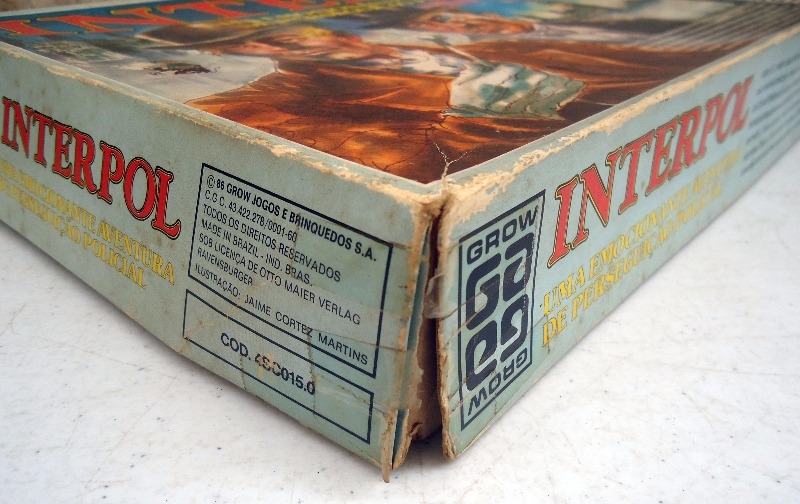 INTERPOL
UMA EMOCIONANTE AVENTURA
DE PERSEGUIÇÃO POLICIAL
© 86 GROW JOGOS E BRINQUEDOS S.A.
C.G.C. 43.422.278/0001-60
TODOS OS DIREITOS RESERVADOS
MADE IN BRAZIL - IND. BRAS.
SOB LICENÇA DE OTTO MAIER VERLAG
RAVENSBURGER
ILUSTRAÇÃO: JAIME CORTEZ MARTINS
COD. 4SC015.0
GROW
GROW
INTERPOL
UMA EMOCIONANTE AVENTURA
DE PERSEGUIÇÃO POLICIAL